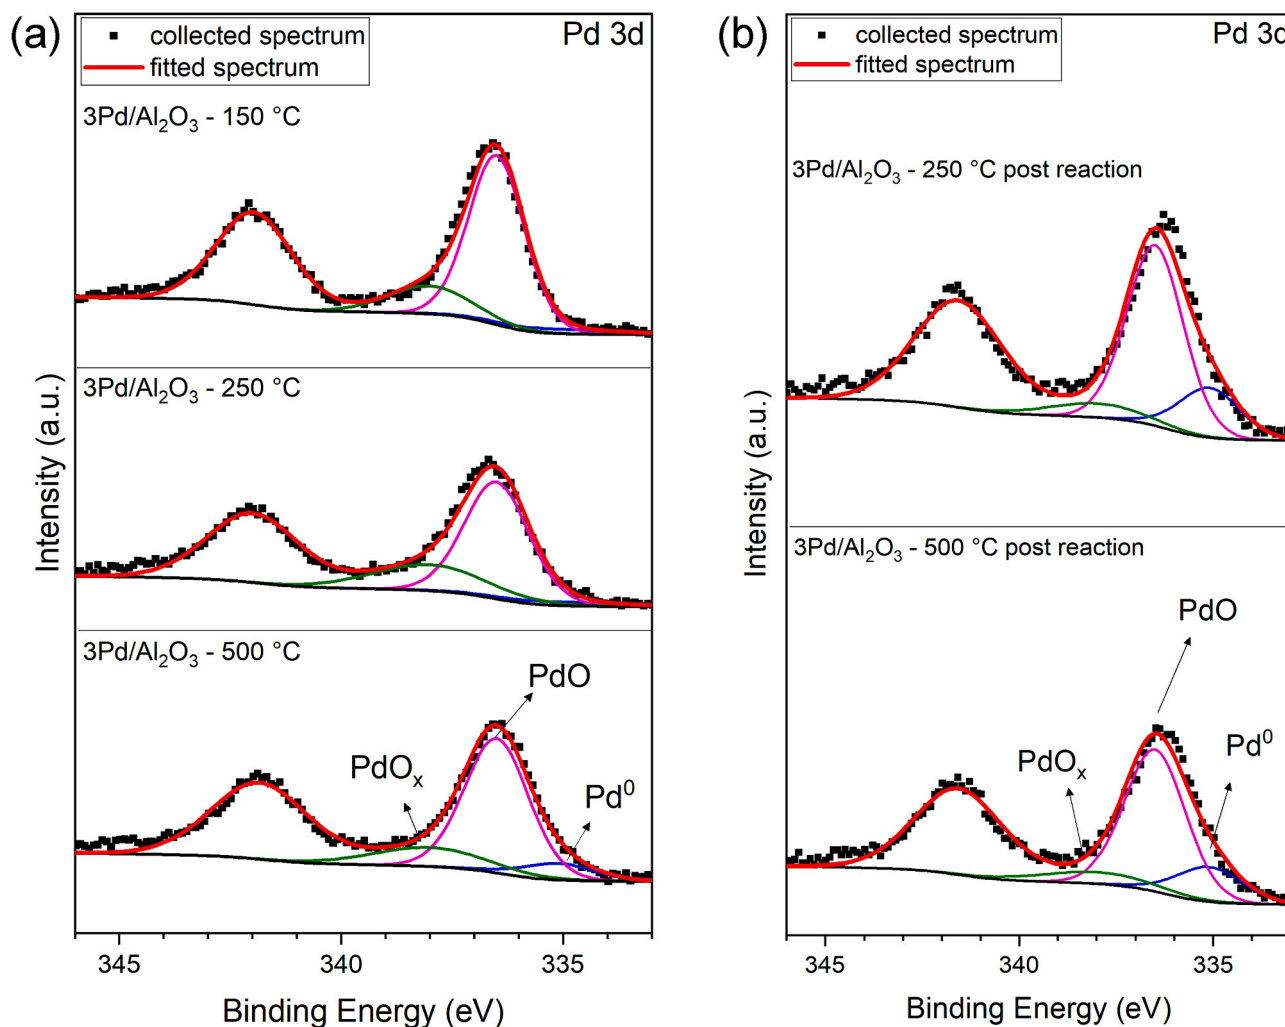 (a)
collected spectrum
fitted spectrum
Pd 3d
3Pd/Al₂O₃ - 150 °C
3Pd/Al₂O₃ - 250 °C
3Pd/Al₂O₃ - 500 °C
PdO
PdOₓ
Pd⁰
Intensity (a.u.)
345 340 335
Binding Energy (eV)
(b)
collected spectrum
fitted spectrum
Pd 3d
3Pd/Al₂O₃ - 250 °C post reaction
3Pd/Al₂O₃ - 500 °C post reaction
PdO
PdOₓ
Pd⁰
Intensity (a.u.)
345 340 335
Binding Energy (eV)